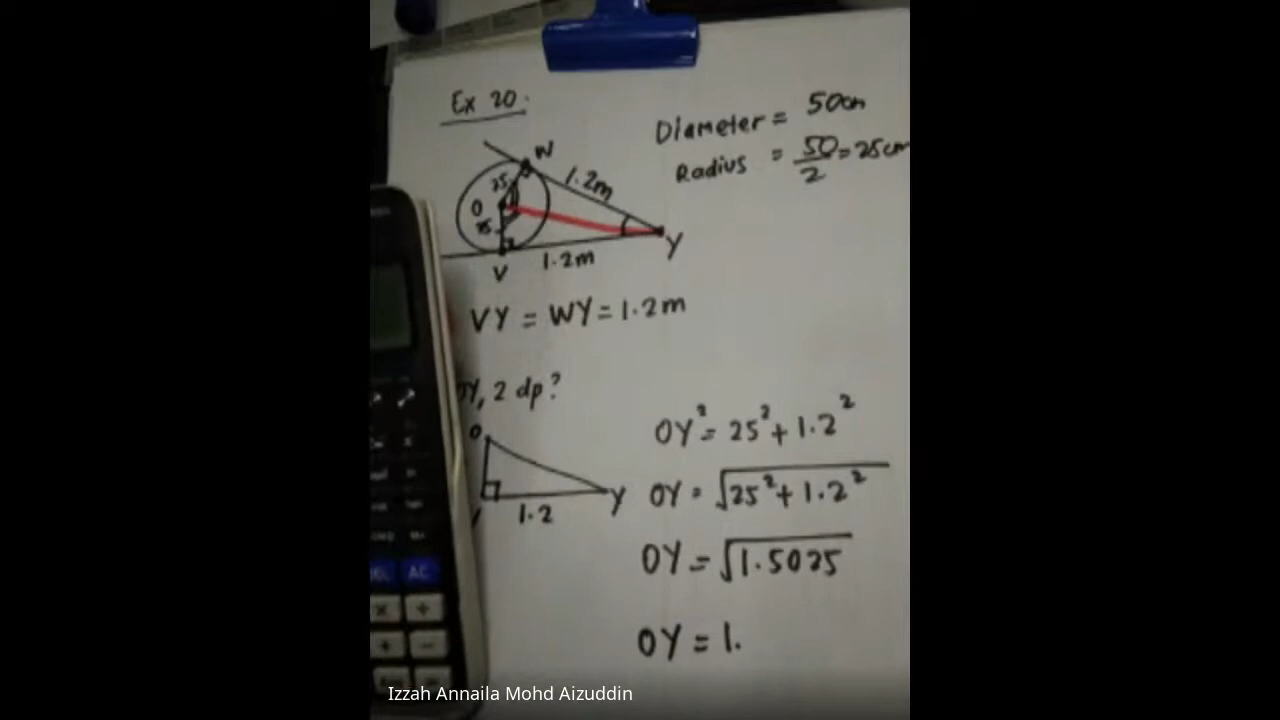 Ex 20.
Diameter = 50cm
Radius = 50/2 = 25cm
W
1.2m
25
O
25
Y
V
1.2m
VY = WY = 1.2m
OY, 2 dp?
O
1.2
Y
OY² = 25² + 1.2²
OY = √25² + 1.2²
OY = √1.5025
OY = 1.
AC
Izzah Annaila Mohd Aizuddin